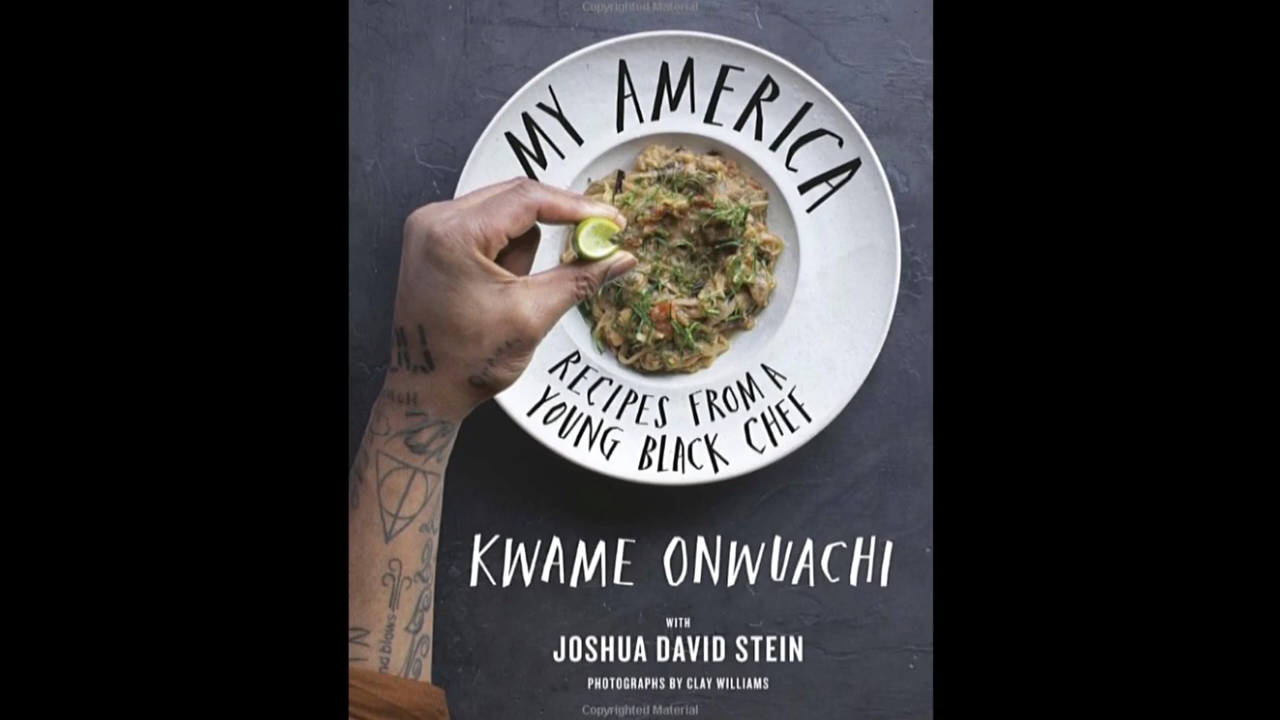 Copyrighted Material
MY AMERICA
RECIPES FROM A
YOUNG BLACK CHEF
KWAME ONWUACHI
WITH
JOSHUA DAVID STEIN
PHOTOGRAPHS BY CLAY WILLIAMS
Copyrighted Material